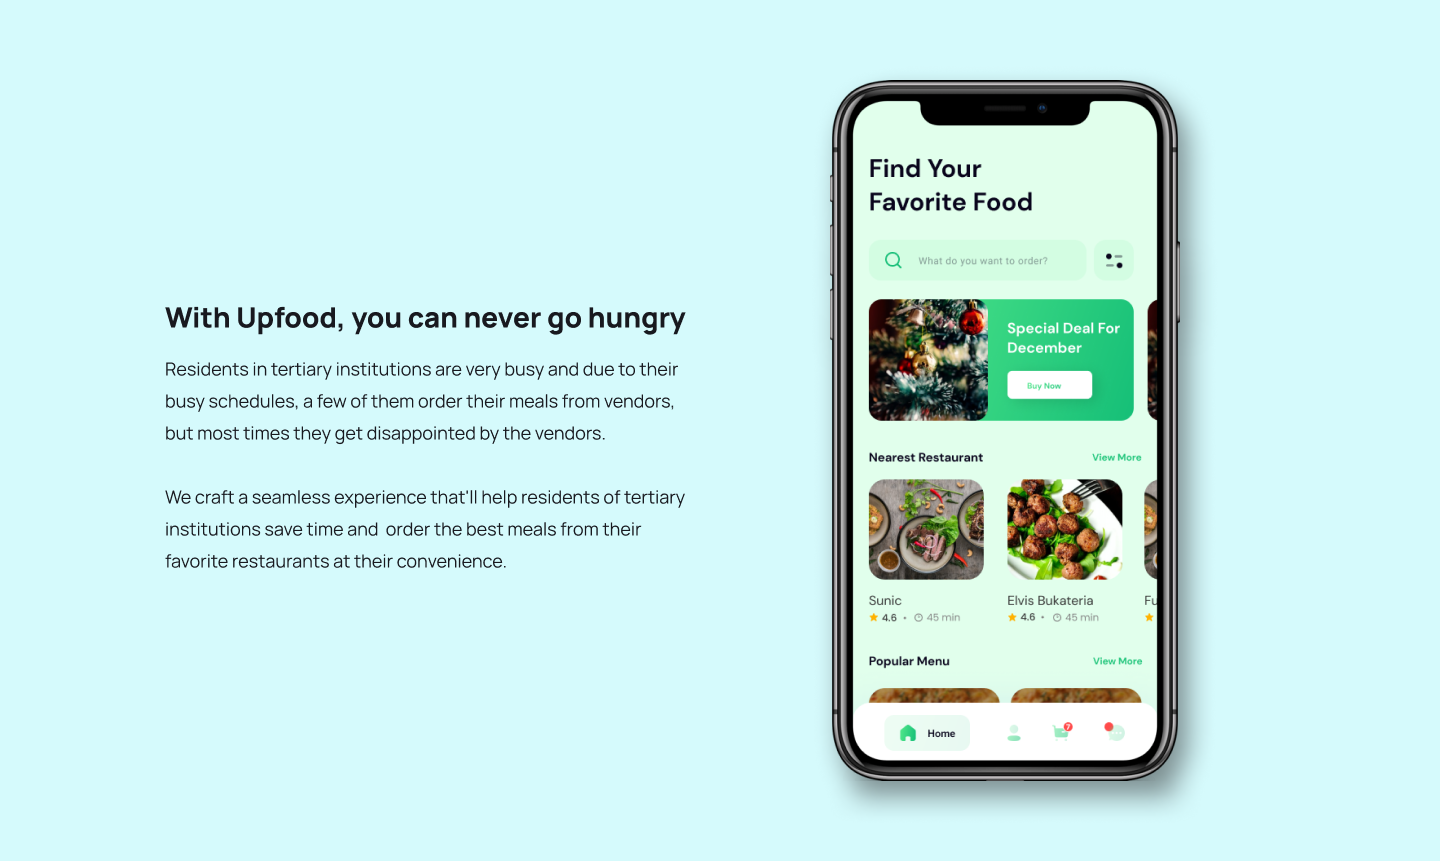 With Upfood, you can never go hungry
Residents in tertiary institutions are very busy and due to their
busy schedules, a few of them order their meals from vendors,
but most times they get disappointed by the vendors.
We craft a seamless experience that'll help residents of tertiary
institutions save time and  order the best meals from their
favorite restaurants at their convenience.
Find Your
Favorite Food
What do you want to order?
Special Deal For
December
Buy Now
Nearest Restaurant
View More
Sunic
4.6 • 45 min
Elvis Bukateria
4.6 • 45 min
Fu
Popular Menu
View More
Home
7